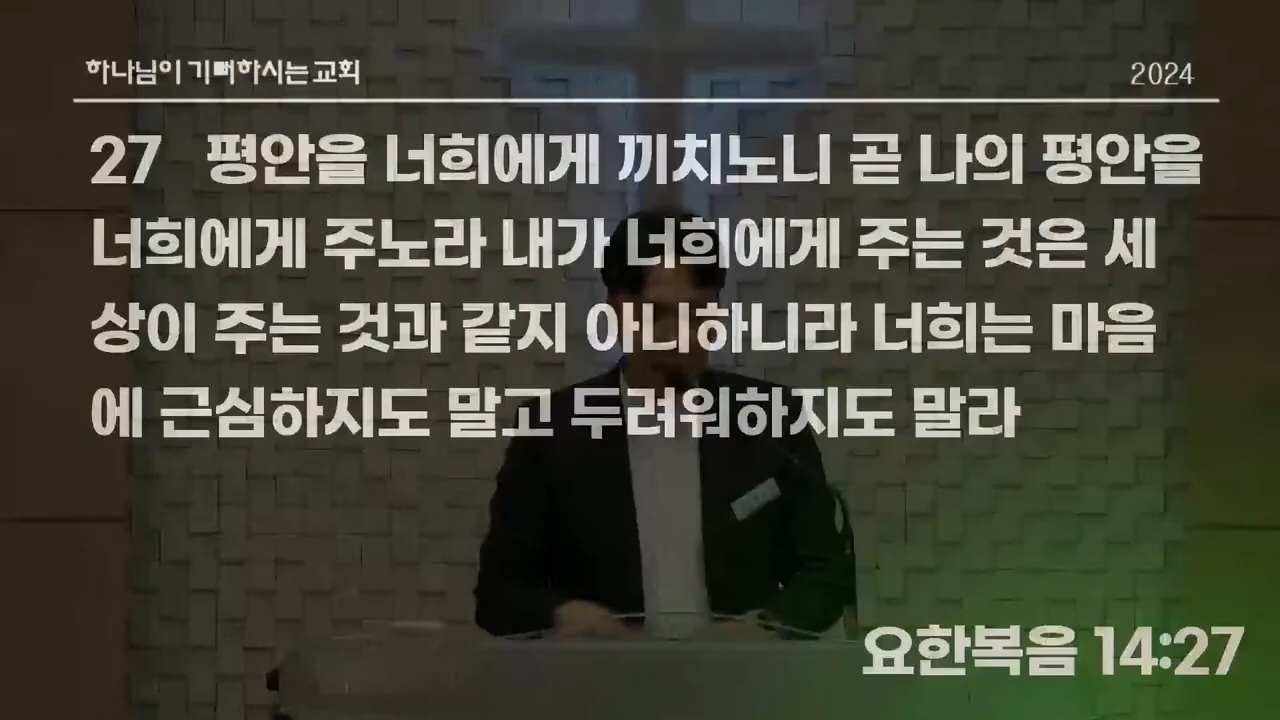 하나님이 기뻐하시는 교회
2024
27 평안을 너희에게 끼치노니 곧 나의 평안을
너희에게 주노라 내가 너희에게 주는 것은 세
상이 주는 것과 같지 아니하니라 너희는 마음
에 근심하지도 말고 두려워하지도 말라
요한복음 14:27